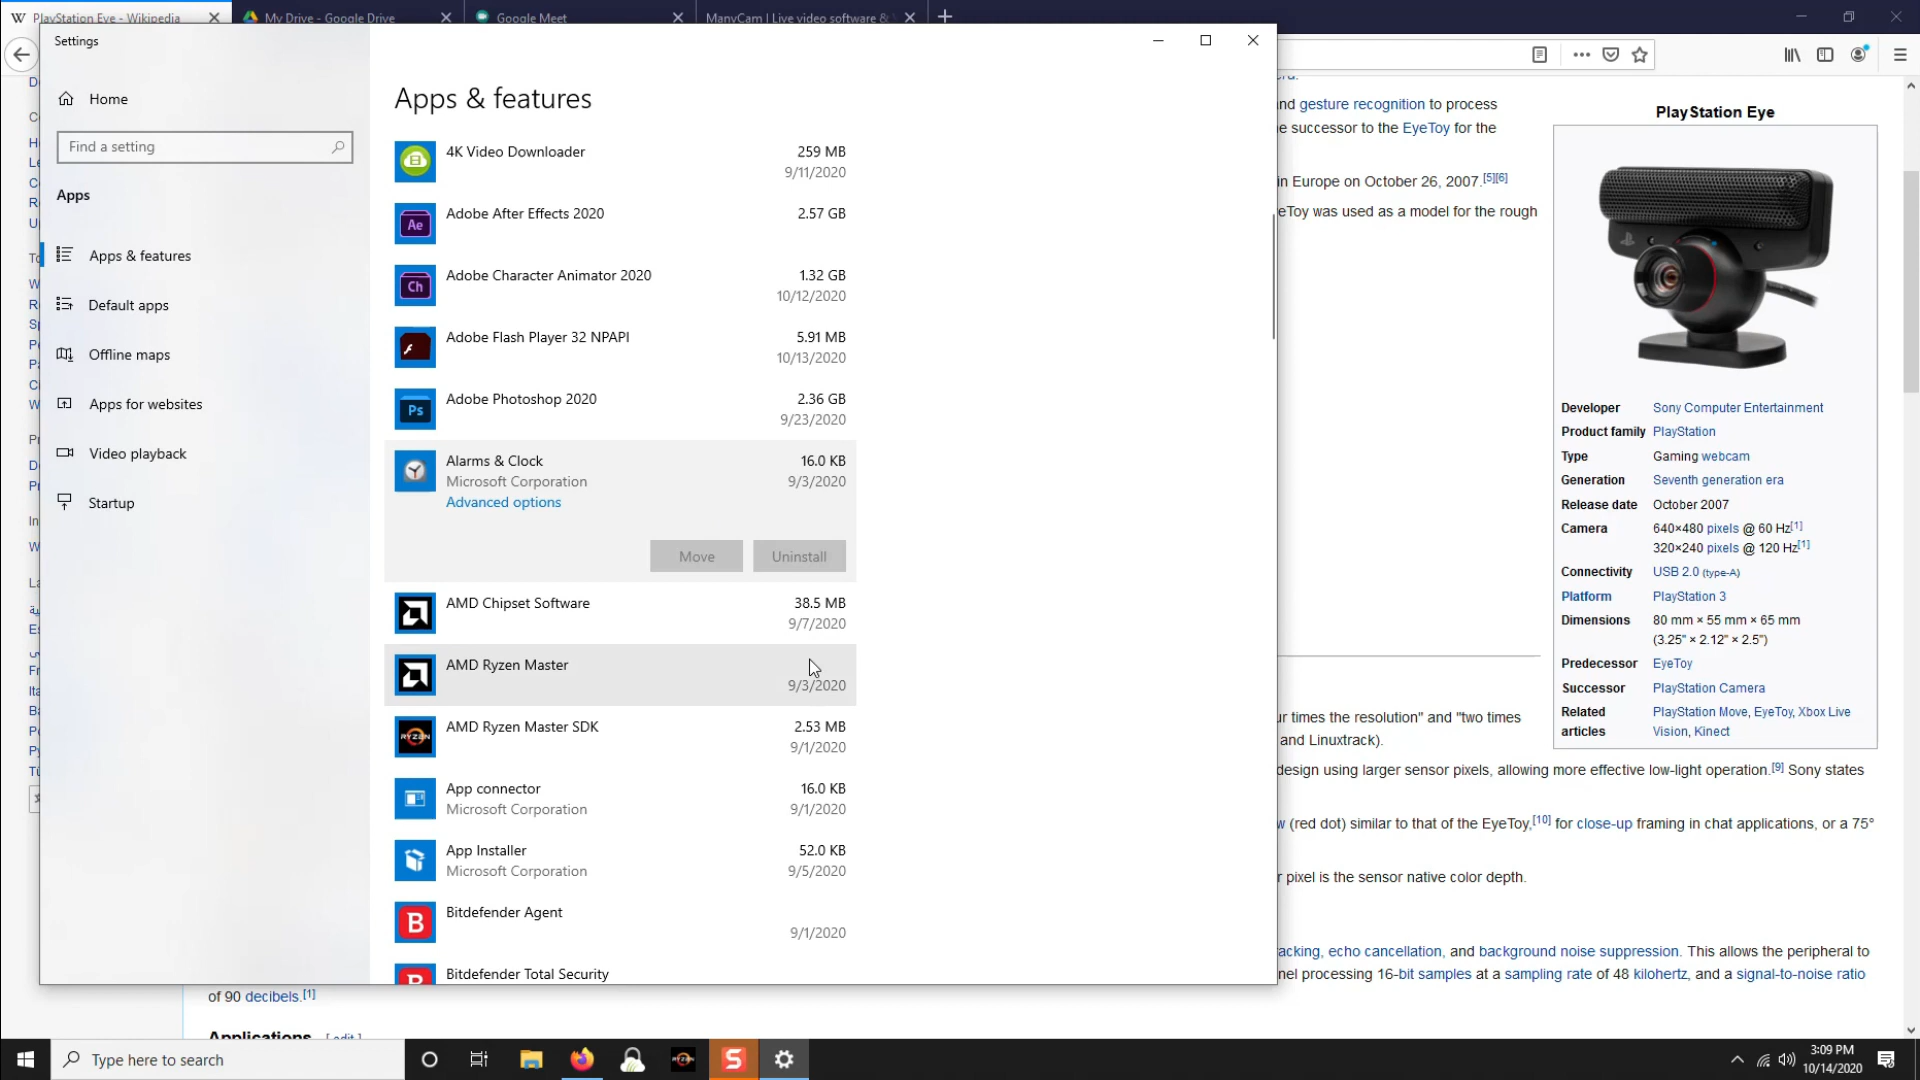 PlayStation Eye - Wikipedia
My Drive - Google Drive
Google Meet
ManyCam | Live video software &
Settings
Home
Find a setting
Apps
Apps & features
Default apps
Offline maps
Apps for websites
Video playback
Startup
Apps & features
4K Video Downloader
259 MB
9/11/2020
Adobe After Effects 2020
2.57 GB
Adobe Character Animator 2020
1.32 GB
10/12/2020
Adobe Flash Player 32 NPAPI
5.91 MB
10/13/2020
Adobe Photoshop 2020
2.36 GB
9/23/2020
Alarms & Clock
16.0 KB
Microsoft Corporation
9/3/2020
Advanced options
Move
Uninstall
AMD Chipset Software
38.5 MB
9/7/2020
AMD Ryzen Master
9/3/2020
AMD Ryzen Master SDK
2.53 MB
9/1/2020
App connector
16.0 KB
Microsoft Corporation
9/1/2020
App Installer
52.0 KB
Microsoft Corporation
9/5/2020
Bitdefender Agent
9/1/2020
Bitdefender Total Security
gesture recognition to process
successor to the EyeToy for the
in Europe on October 26, 2007.[5][6]
was used as a model for the rough
times the resolution" and "two times
and Linuxtrack).
design using larger sensor pixels, allowing more effective low-light operation.[9] Sony states
(red dot) similar to that of the EyeToy,[10] for close-up framing in chat applications, or a 75°
pixel is the sensor native color depth.
echo cancellation, and background noise suppression. This allows the peripheral to
processing 16-bit samples at a sampling rate of 48 kilohertz, and a signal-to-noise ratio
of 90 decibels.[1]
Applications [ edit ]
PlayStation Eye
Developer Sony Computer Entertainment
Product family PlayStation
Type Gaming webcam
Generation Seventh generation era
Release date October 2007
Camera 640×480 pixels @ 60 Hz[1]
320×240 pixels @ 120 Hz[1]
Connectivity USB 2.0 (type-A)
Platform PlayStation 3
Dimensions 80 mm × 55 mm × 65 mm
(3.25" × 2.12" × 2.5")
Predecessor EyeToy
Successor PlayStation Camera
Related PlayStation Move, EyeToy, Xbox Live
articles Vision, Kinect
Type here to search
3:09 PM
10/14/2020